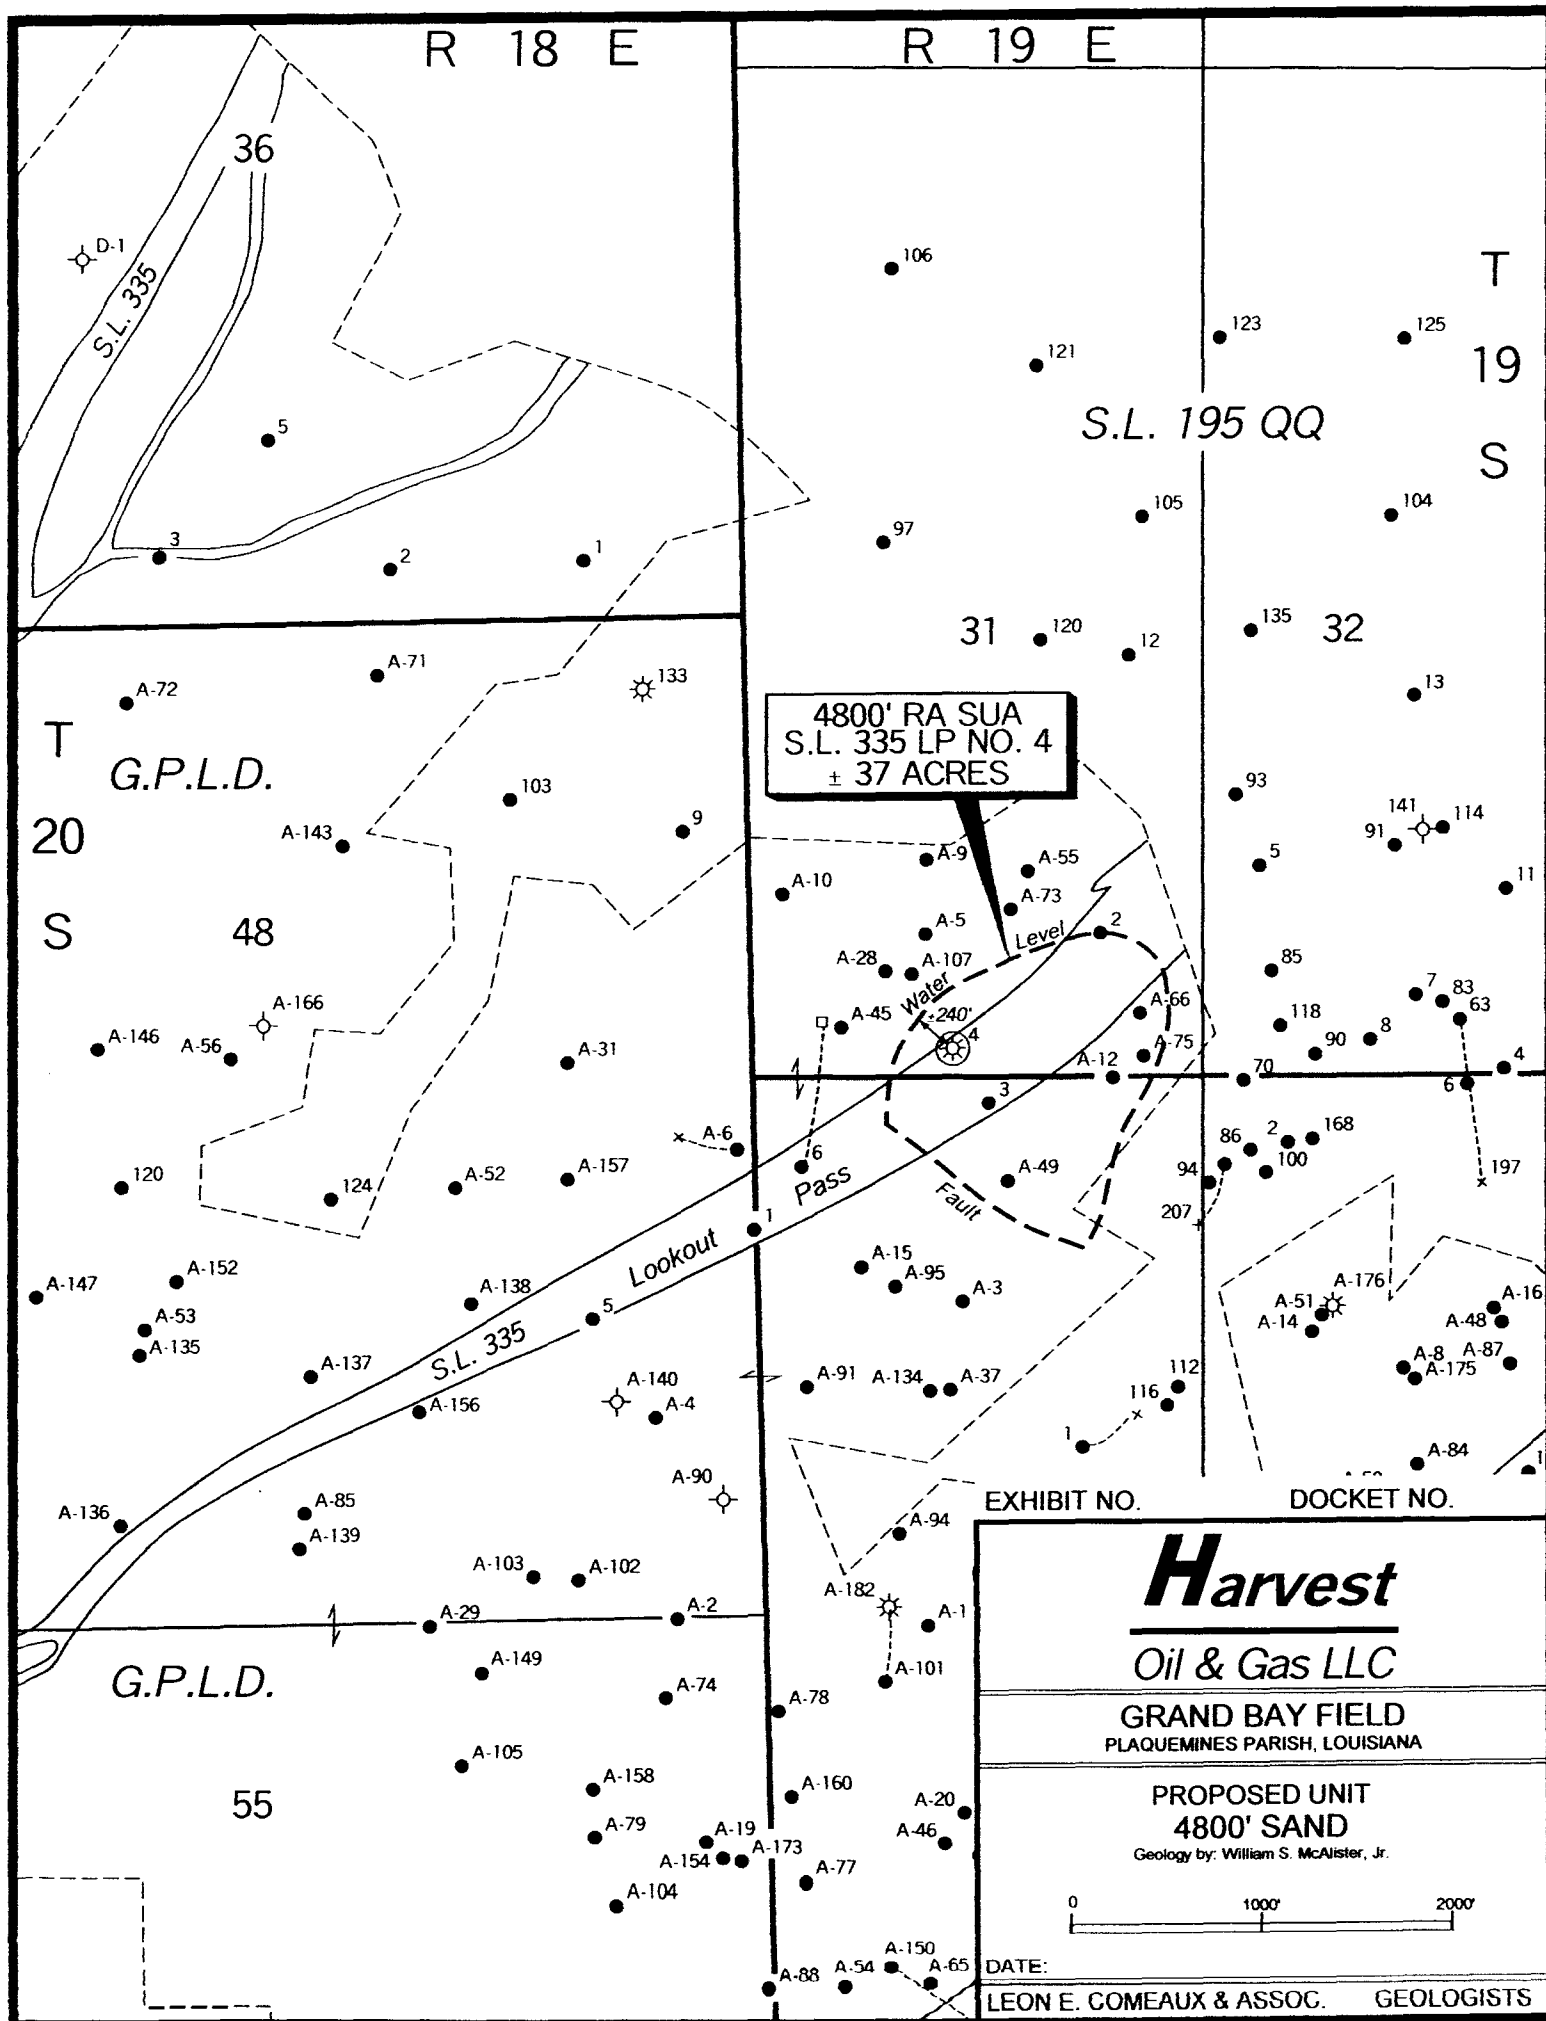 R 18 E
R 19 E
36
D-1
S.L. 335
106
T
19
S
123
125
121
S.L. 195 QQ
5
105
104
97
3
2
1
31
120
12
135
32
A-71
133
A-72
13
4800' RA SUA
S.L. 335 LP NO. 4
± 37 ACRES
T
20
S
G.P.L.D.
103
9
A-143
93
141
114
91
5
A-9
A-55
A-10
11
A-73
48
A-5
Level
2
A-28
A-107
85
Water
7
83
A-166
A-45
±240'
4
A-66
118
63
8
A-146
A-56
A-31
A-12
A-75
90
4
70
6
3
A-6
86
2
168
6
100
120
124
A-52
A-157
Pass
A-49
94
197
Fault
207
1
Lookout
A-147
A-152
A-15
A-95
A-3
A-176
A-138
A-51
A-16
A-53
5
A-14
A-48
A-135
S.L. 335
A-8
A-87
A-137
A-175
A-140
A-91
A-134
A-37
112
A-156
A-4
116
1
A-84
A-90
1
EXHIBIT NO.
DOCKET NO.
A-136
A-85
A-94
A-139
Harvest
A-103
A-102
A-182
A-29
A-2
A-1
Oil & Gas LLC
A-149
A-101
G.P.L.D.
A-74
A-78
GRAND BAY FIELD
PLAQUEMINES PARISH, LOUISIANA
A-105
A-158
A-160
PROPOSED UNIT
55
A-20
4800' SAND
A-79
A-19
A-46
Geology by: William S. McAlister, Jr.
A-154
A-173
A-77
A-104
0 1000' 2000'
A-150
A-88
A-54
A-65
DATE:
LEON E. COMEAUX & ASSOC. GEOLOGISTS